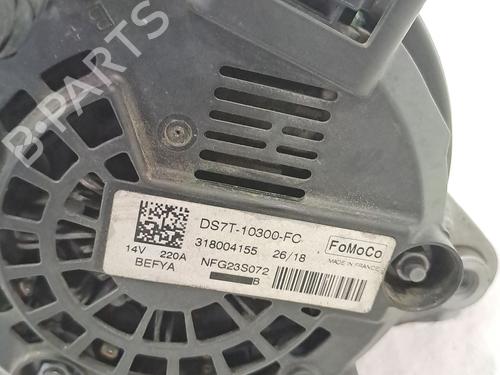 B-PARTS
DS7T-10300-FC
318004155 26/18
FoMoCo
MADE IN FRANCE
14V 220A
BEFYA
NFG23S072
B